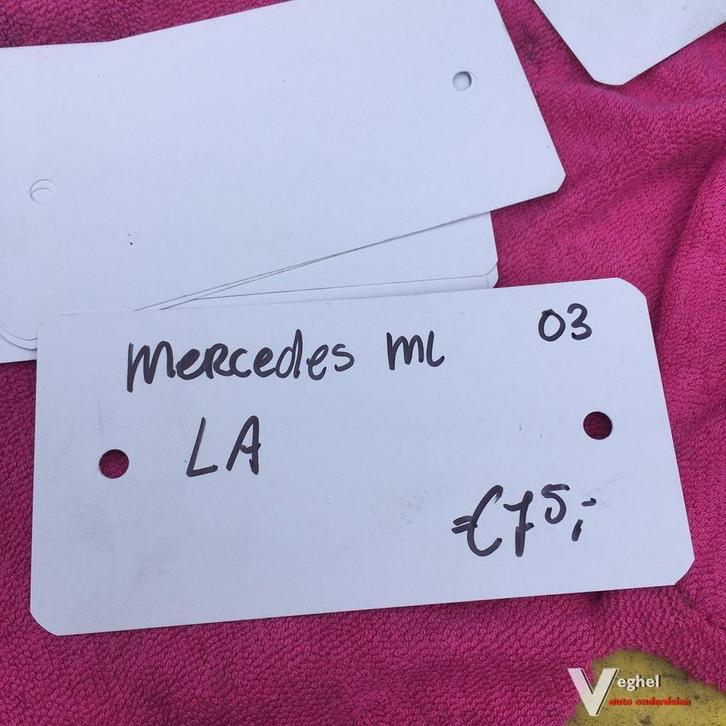 Mercedes ML 03
LA
€75,-
Veghel
auto onderdelen